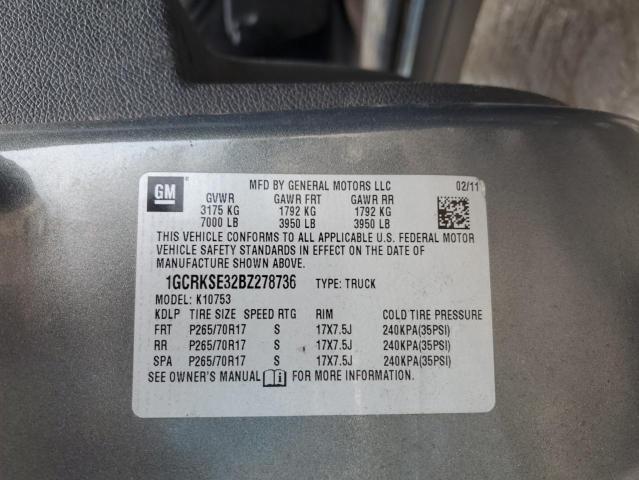 GM
MFD BY GENERAL MOTORS LLC 02/11
GVWR GAWR FRT GAWR RR
3175 KG 1792 KG 1792 KG
7000 LB 3950 LB 3950 LB
THIS VEHICLE CONFORMS TO ALL APPLICABLE U.S. FEDERAL MOTOR
VEHICLE SAFETY STANDARDS IN EFFECT ON THE DATE OF
MANUFACTURE SHOWN ABOVE.
1GCRKSE32BZ278736 TYPE: TRUCK
MODEL: K10753
KDLP TIRE SIZE SPEED RTG RIM COLD TIRE PRESSURE
FRT P265/70R17 S 17X7.5J 240KPA(35PSI)
RR P265/70R17 S 17X7.5J 240KPA(35PSI)
SPA P265/70R17 S 17X7.5J 240KPA(35PSI)
SEE OWNER'S MANUAL FOR MORE INFORMATION.